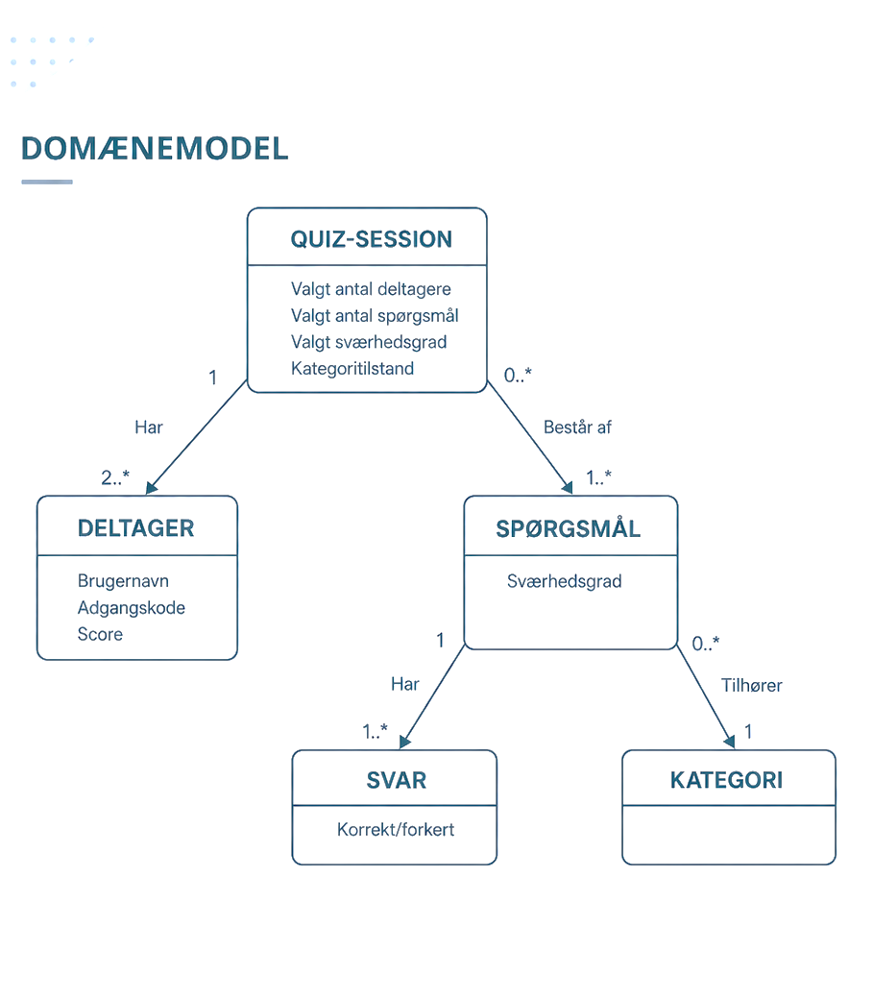 DOMÆNEMODEL
QUIZ-SESSION
Valgt antal deltagere
Valgt antal spørgsmål
Valgt sværhedsgrad
Kategoritilstand
1
0..*
Har
Består af
2..*
1..*
DELTAGER
Brugernavn
Adgangskode
Score
SPØRGSMÅL
Sværhedsgrad
1
0..*
Har
Tilhører
1..*
1
SVAR
Korrekt/forkert
KATEGORI